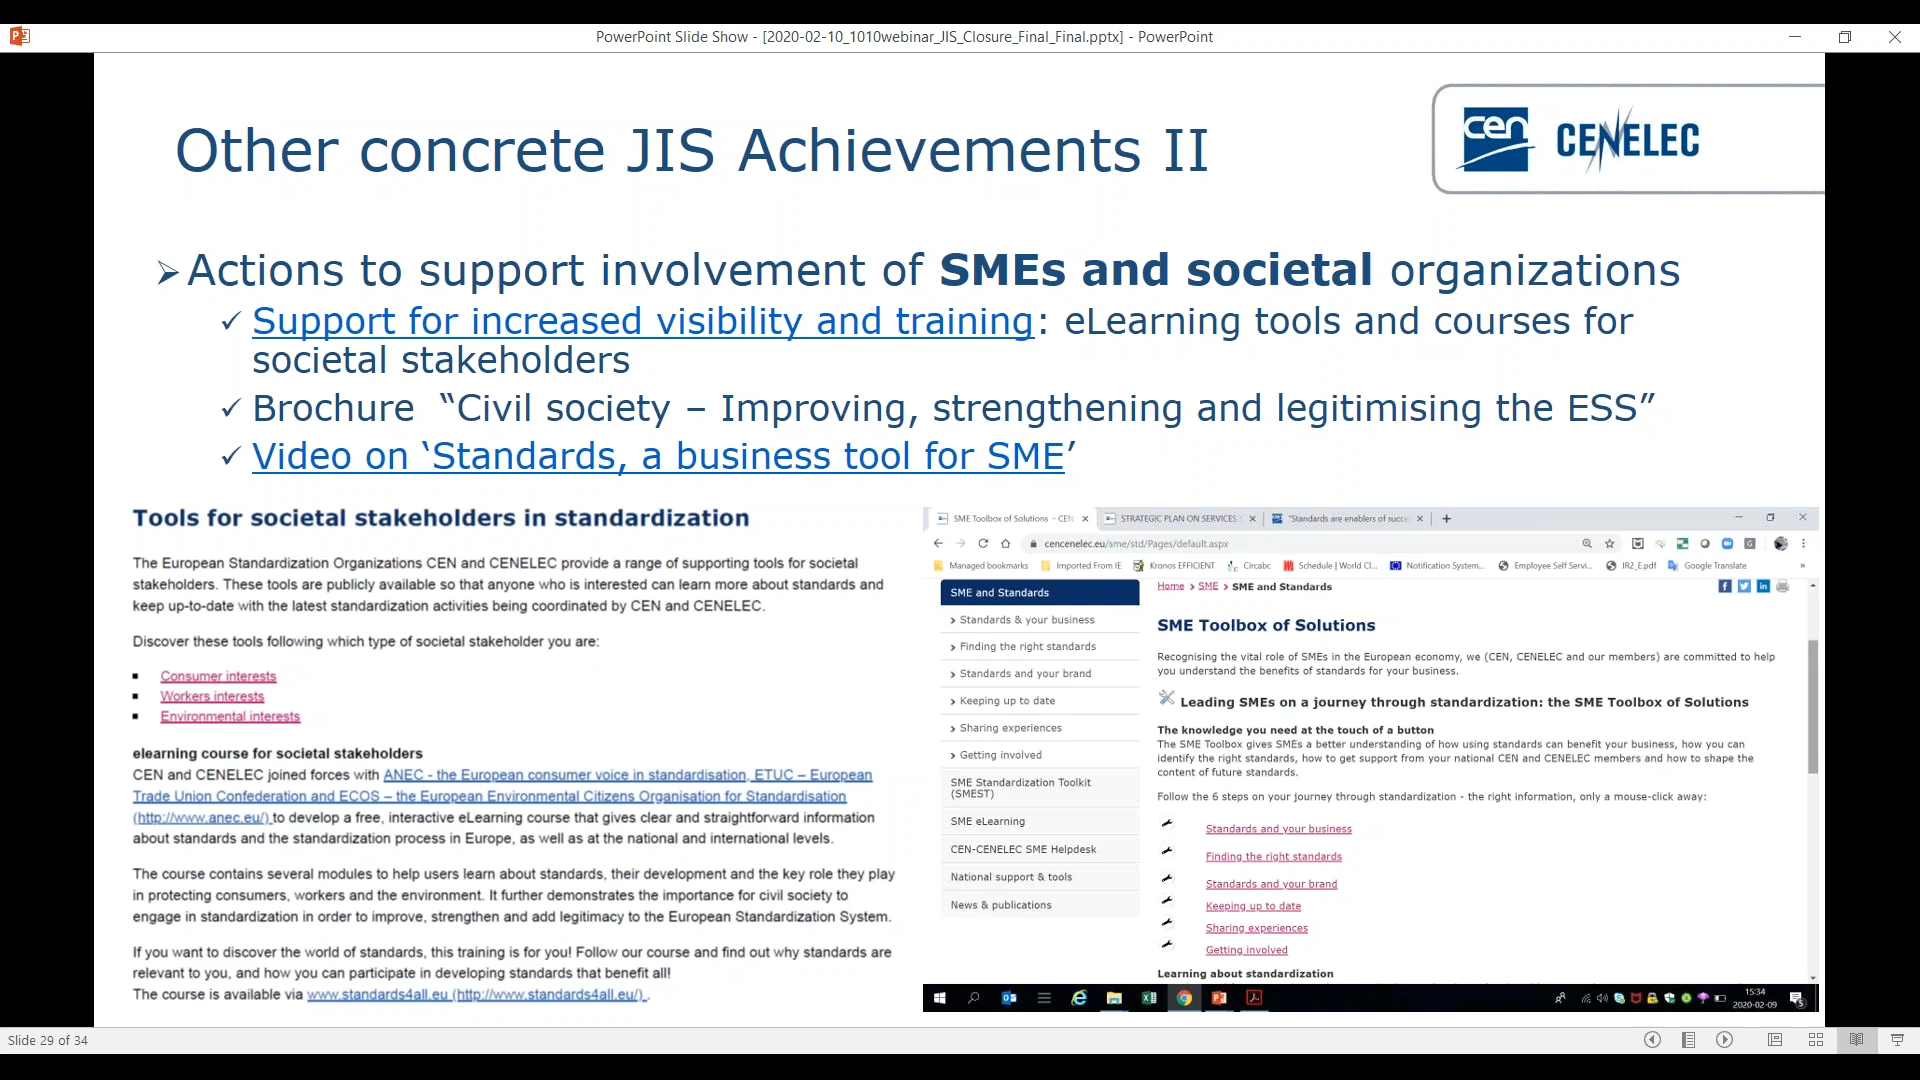 PowerPoint Slide Show - [2020-02-10_1010webinar_JIS_Closure_Final_Final.pptx] - PowerPoint
Other concrete JIS Achievements II
cen CENELEC
Actions to support involvement of SMEs and societal organizations
Support for increased visibility and training: eLearning tools and courses for
societal stakeholders
Brochure “Civil society – Improving, strengthening and legitimising the ESS”
Video on ‘Standards, a business tool for SME’
Tools for societal stakeholders in standardization
The European Standardization Organizations CEN and CENELEC provide a range of supporting tools for societal
stakeholders. These tools are publicly available so that anyone who is interested can learn more about standards and
keep up-to-date with the latest standardization activities being coordinated by CEN and CENELEC.
Discover these tools following which type of societal stakeholder you are:
Consumer interests
Workers interests
Environmental interests
elearning course for societal stakeholders
CEN and CENELEC joined forces with ANEC - the European consumer voice in standardisation, ETUC – European
Trade Union Confederation and ECOS – the European Environmental Citizens Organisation for Standardisation
(http://www.anec.eu/) to develop a free, interactive eLearning course that gives clear and straightforward information
about standards and the standardization process in Europe, as well as at the national and international levels.
The course contains several modules to help users learn about standards, their development and the key role they play
in protecting consumers, workers and the environment. It further demonstrates the importance for civil society to
engage in standardization in order to improve, strengthen and add legitimacy to the European Standardization System.
If you want to discover the world of standards, this training is for you! Follow our course and find out why standards are
relevant to you, and how you can participate in developing standards that benefit all!
The course is available via www.standards4all.eu (http://www.standards4all.eu/) .
SME Toolbox of Solutions - CEN
STRATEGIC PLAN ON SERVICES S
"Standards are enablers of succe
cencenelec.eu/sme/std/Pages/default.aspx
Managed bookmarks Imported From IE Kronos EFFICIENT Circabc Schedule | World Cl... Notification System... Employee Self Servi... IR2_E.pdf Google Translate »
SME and Standards
Standards & your business
Finding the right standards
Standards and your brand
Keeping up to date
Sharing experiences
Getting involved
SME Standardization Toolkit
(SMEST)
SME eLearning
CEN-CENELEC SME Helpdesk
National support & tools
News & publications
Home > SME > SME and Standards
SME Toolbox of Solutions
Recognising the vital role of SMEs in the European economy, we (CEN, CENELEC and our members) are committed to help
you understand the benefits of standards for your business.
Leading SMEs on a journey through standardization: the SME Toolbox of Solutions
The knowledge you need at the touch of a button
The SME Toolbox gives SMEs a better understanding of how using standards can benefit your business, how you can
identify the right standards, how to get support from your national CEN and CENELEC members and how to shape the
content of future standards.
Follow the 6 steps on your journey through standardization - the right information, only a mouse-click away:
Standards and your business
Finding the right standards
Standards and your brand
Keeping up to date
Sharing experiences
Getting involved
Learning about standardization
15:34
2020-02-09
Slide 29 of 34